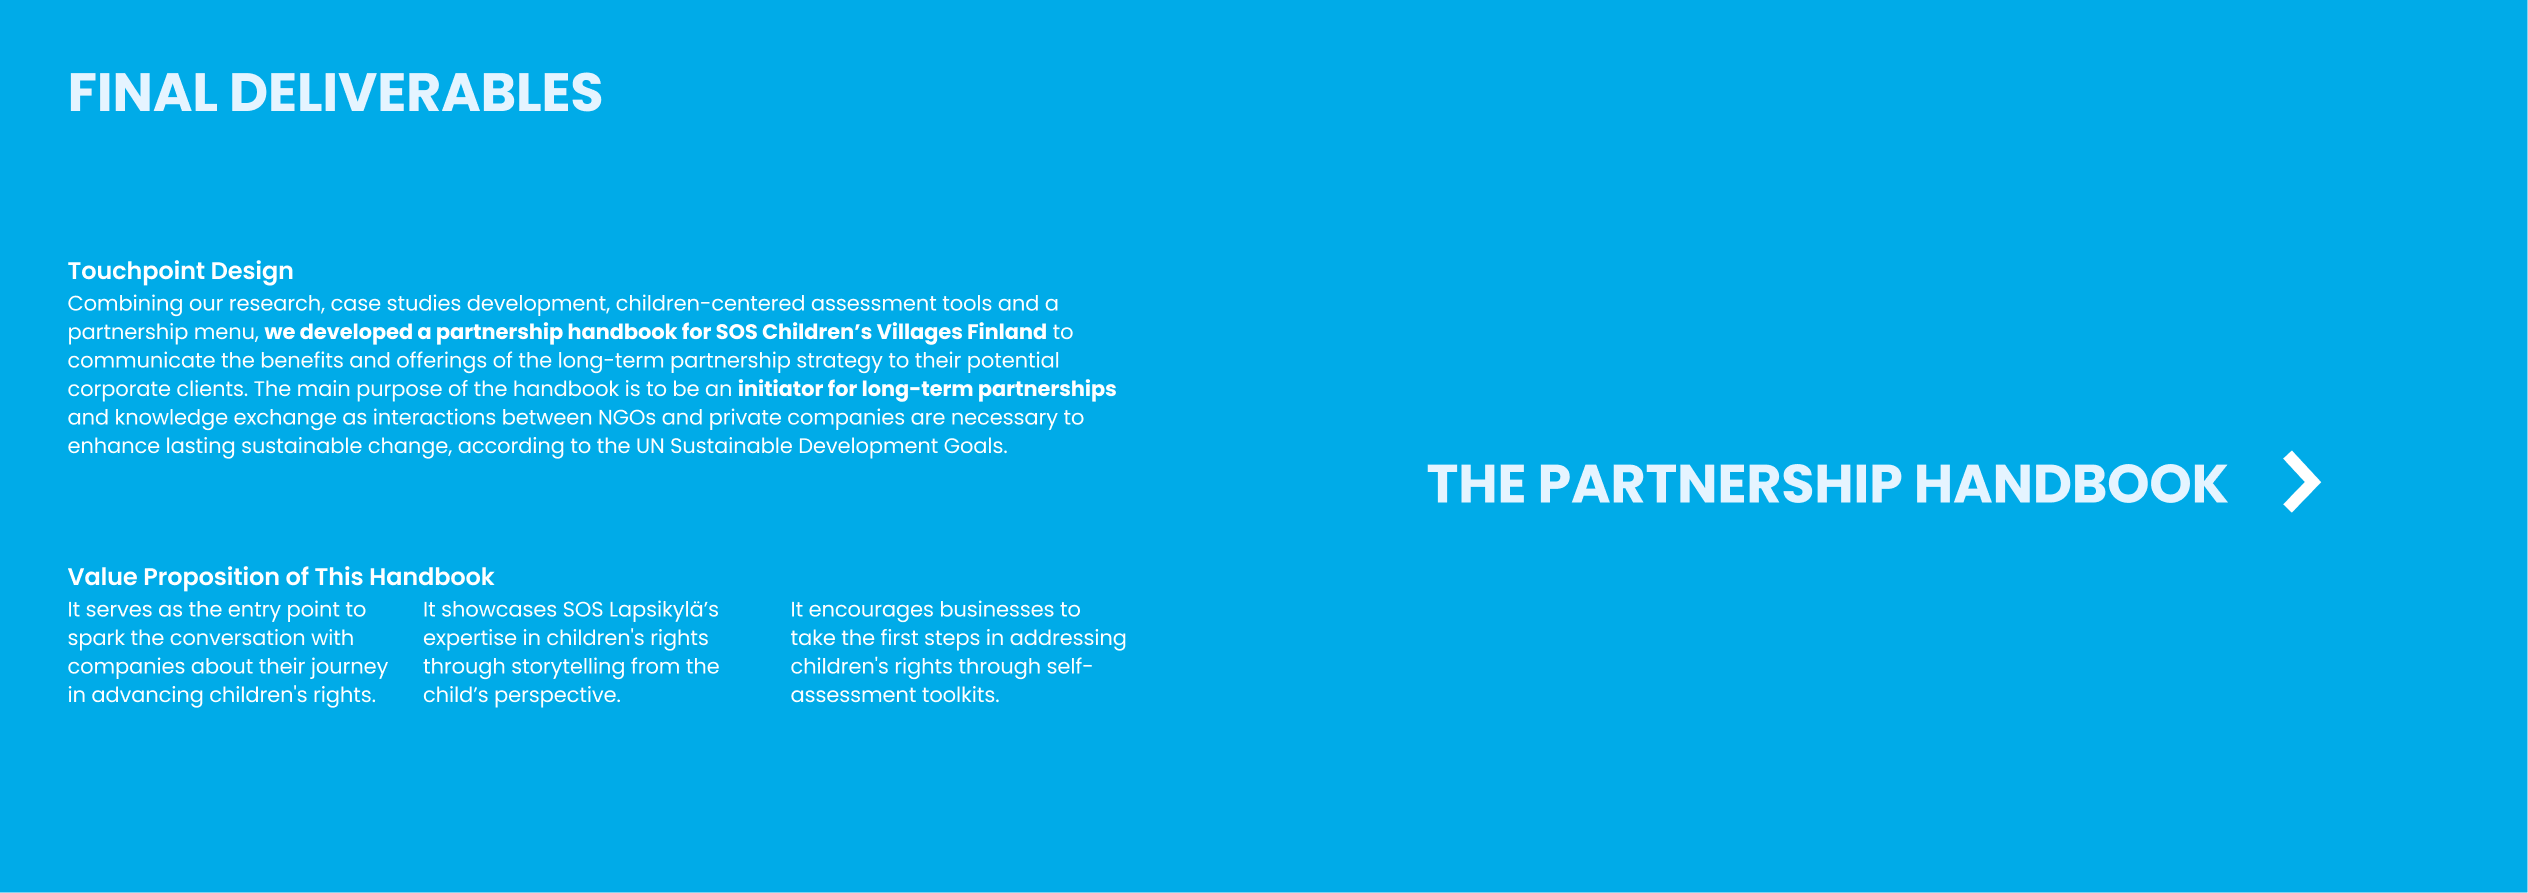 FINAL DELIVERABLES
Touchpoint Design
Combining our research, case studies development, children-centered assessment tools and a
partnership menu, we developed a partnership handbook for SOS Children’s Villages Finland to
communicate the benefits and offerings of the long-term partnership strategy to their potential
corporate clients. The main purpose of the handbook is to be an initiator for long-term partnerships
and knowledge exchange as interactions between NGOs and private companies are necessary to
enhance lasting sustainable change, according to the UN Sustainable Development Goals.
Value Proposition of This Handbook
It serves as the entry point to
spark the conversation with
companies about their journey
in advancing children's rights.
It showcases SOS Lapsikylä’s
expertise in children's rights
through storytelling from the
child’s perspective.
It encourages businesses to
take the first steps in addressing
children's rights through self-
assessment toolkits.
THE PARTNERSHIP HANDBOOK